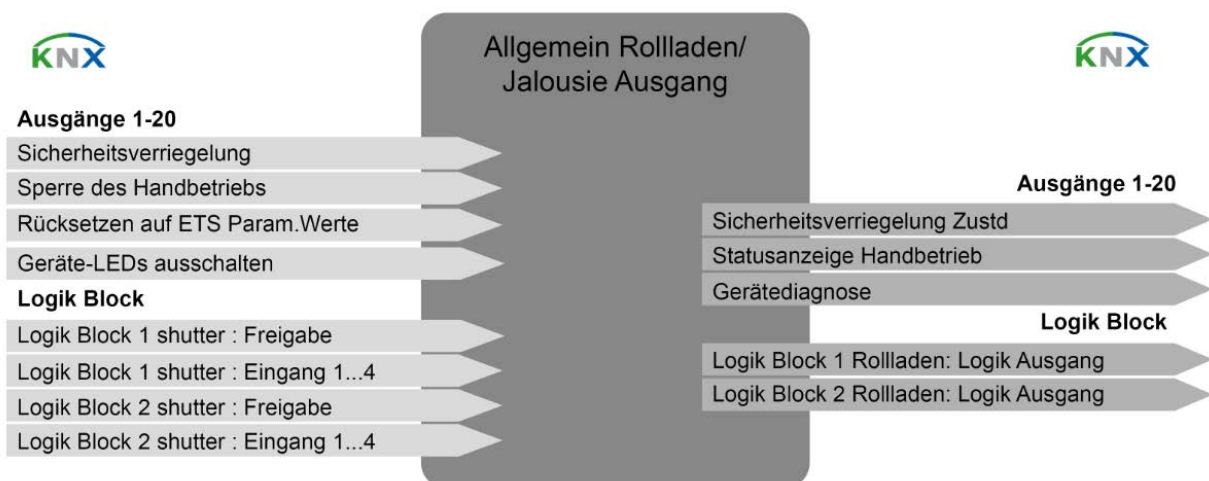 KNX
Allgemein Rollladen/
Jalousie Ausgang
KNX
Ausgänge 1-20
Sicherheitsverriegelung
Sperre des Handbetriebs
Rücksetzen auf ETS Param.Werte
Geräte-LEDs ausschalten
Logik Block
Logik Block 1 shutter : Freigabe
Logik Block 1 shutter : Eingang 1...4
Logik Block 2 shutter : Freigabe
Logik Block 2 shutter : Eingang 1...4
Ausgänge 1-20
Sicherheitsverriegelung Zustd
Statusanzeige Handbetrieb
Gerätediagnose
Logik Block
Logik Block 1 Rollladen: Logik Ausgang
Logik Block 2 Rollladen: Logik Ausgang